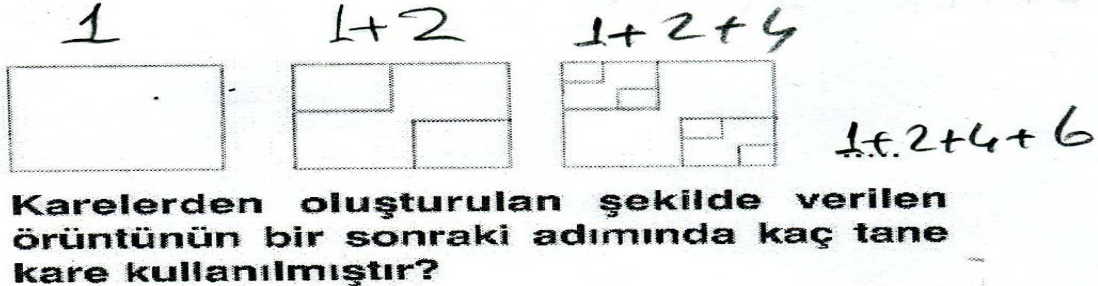 1
1+2
1+2+4
1+2+4+6
Karelerden oluşturulan şekilde verilen
örüntünün bir sonraki adımında kaç tane
kare kullanılmıştır?